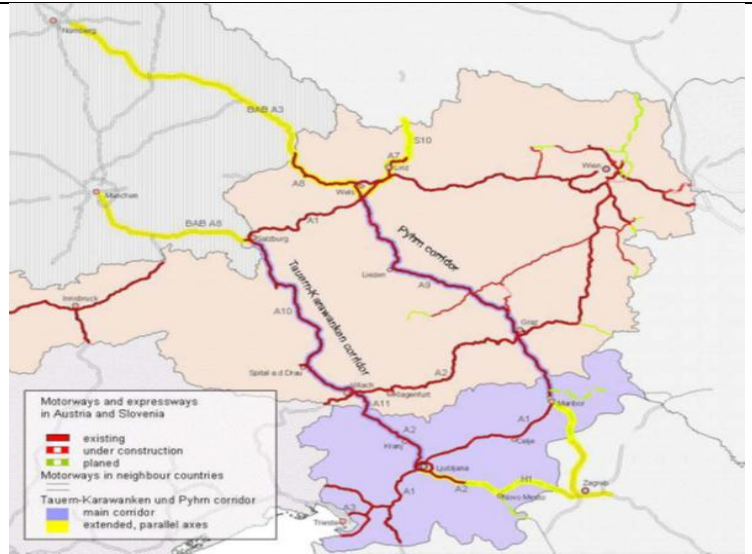 Nürnberg
BAB A3
S10
A7
Linz
Wien
A8
Wels
München
BAB A8
A1
Salzburg
Pyhrn corridor
Liezen
A9
Innsbruck
A10
Tauern-Karawanken corridor
Graz
Spital a.d Drau
A2
Villach
Klagenfurt
A11
Maribor
A2
A1
Kranj
Celje
Ljubljana
A2
H1
Novo Mesto
Zagreb
A1
A3
Trieste
Motorways and expressways
in Austria and Slovenia
existing
under construction
planed
Motorways in neighbour countries
Tauern-Karawanken und Pyhrn corridor
main corridor
extended, parallel axes